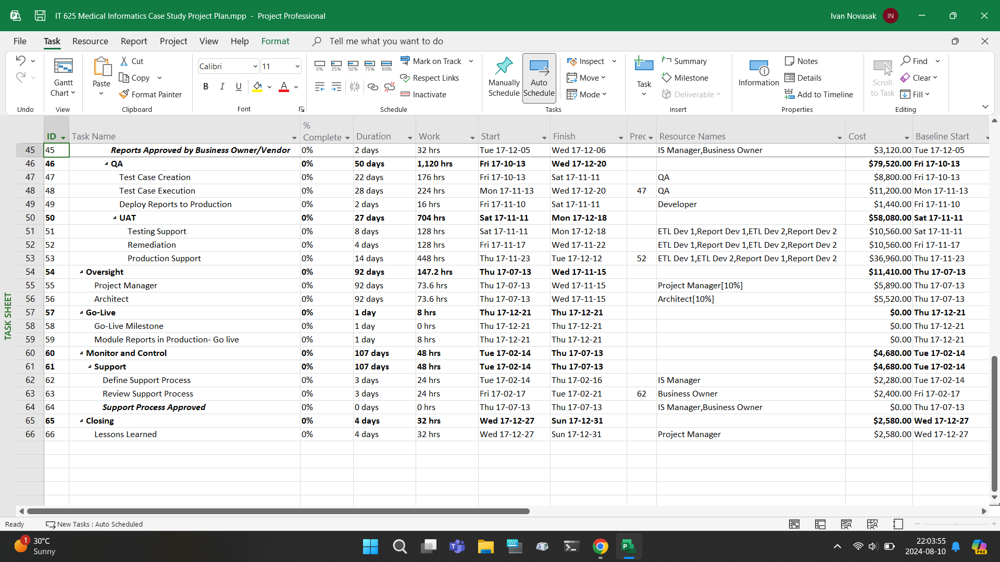 IT 625 Medical Informatics Case Study Project Plan.mpp - Project Professional
Ivan Novasak IN
File Task Resource Report Project View Help Format Tell me what you want to do
Gantt Chart
Paste
Cut
Copy
Format Painter
Calibri 11
B I U A
0% 25% 50% 75% 100%
Mark on Track
Respect Links
Inactivate
Manually Schedule
Auto Schedule
Inspect
Move
Mode
Task
Summary
Milestone
Deliverable
Information
Notes
Details
Add to Timeline
Scroll to Task
Find
Clear
Fill
Undo View Clipboard Font Schedule Tasks Insert Properties Editing
ID Task Name % Complete Duration Work Start Finish Prec Resource Names Cost Baseline Start
45 45 Reports Approved by Business Owner/Vendor 0% 2 days 32 hrs Tue 17-12-05 Wed 17-12-06 IS Manager,Business Owner $3,120.00 Tue 17-12-05
46 46 QA 0% 50 days 1,120 hrs Fri 17-10-13 Wed 17-12-20 $79,520.00 Fri 17-10-13
47 47 Test Case Creation 0% 22 days 176 hrs Fri 17-10-13 Sat 17-11-11 QA $8,800.00 Fri 17-10-13
48 48 Test Case Execution 0% 28 days 224 hrs Mon 17-11-13 Wed 17-12-20 47 QA $11,200.00 Mon 17-11-13
49 49 Deploy Reports to Production 0% 2 days 16 hrs Fri 17-11-10 Sat 17-11-11 Developer $1,440.00 Fri 17-11-10
50 50 UAT 0% 27 days 704 hrs Sat 17-11-11 Mon 17-12-18 $58,080.00 Sat 17-11-11
51 51 Testing Support 0% 8 days 128 hrs Sat 17-11-11 Mon 17-12-18 ETL Dev 1,Report Dev 1,ETL Dev 2,Report Dev 2 $10,560.00 Sat 17-11-11
52 52 Remediation 0% 4 days 128 hrs Fri 17-11-17 Wed 17-11-22 ETL Dev 1,Report Dev 1,ETL Dev 2,Report Dev 2 $10,560.00 Fri 17-11-17
53 53 Production Support 0% 14 days 448 hrs Thu 17-11-23 Tue 17-12-12 52 ETL Dev 1,ETL Dev 2,Report Dev 1,Report Dev 2 $36,960.00 Thu 17-11-23
54 54 Oversight 0% 92 days 147.2 hrs Thu 17-07-13 Wed 17-11-15 $11,410.00 Thu 17-07-13
55 55 Project Manager 0% 92 days 73.6 hrs Thu 17-07-13 Wed 17-11-15 Project Manager[10%] $5,890.00 Thu 17-07-13
56 56 Architect 0% 92 days 73.6 hrs Thu 17-07-13 Wed 17-11-15 Architect[10%] $5,520.00 Thu 17-07-13
57 57 Go-Live 0% 1 day 8 hrs Thu 17-12-21 Thu 17-12-21 $0.00 Thu 17-12-21
58 58 Go-Live Milestone 0% 1 day 0 hrs Thu 17-12-21 Thu 17-12-21 $0.00 Thu 17-12-21
59 59 Module Reports in Production- Go live 0% 1 day 8 hrs Thu 17-12-21 Thu 17-12-21 $0.00 Thu 17-12-21
60 60 Monitor and Control 0% 107 days 48 hrs Tue 17-02-14 Thu 17-07-13 $4,680.00 Tue 17-02-14
61 61 Support 0% 107 days 48 hrs Tue 17-02-14 Thu 17-07-13 $4,680.00 Tue 17-02-14
62 62 Define Support Process 0% 3 days 24 hrs Tue 17-02-14 Thu 17-02-16 IS Manager $2,280.00 Tue 17-02-14
63 63 Review Support Process 0% 3 days 24 hrs Fri 17-02-17 Tue 17-02-21 62 Business Owner $2,400.00 Fri 17-02-17
64 64 Support Process Approved 0% 0 days 0 hrs Thu 17-07-13 Thu 17-07-13 IS Manager,Business Owner $0.00 Thu 17-07-13
65 65 Closing 0% 4 days 32 hrs Wed 17-12-27 Sun 17-12-31 $2,580.00 Wed 17-12-27
66 66 Lessons Learned 0% 4 days 32 hrs Wed 17-12-27 Sun 17-12-31 Project Manager $2,580.00 Wed 17-12-27
TASK SHEET
Ready New Tasks : Auto Scheduled
1 30°C
Sunny
22:03:55
2024-08-10
PRE